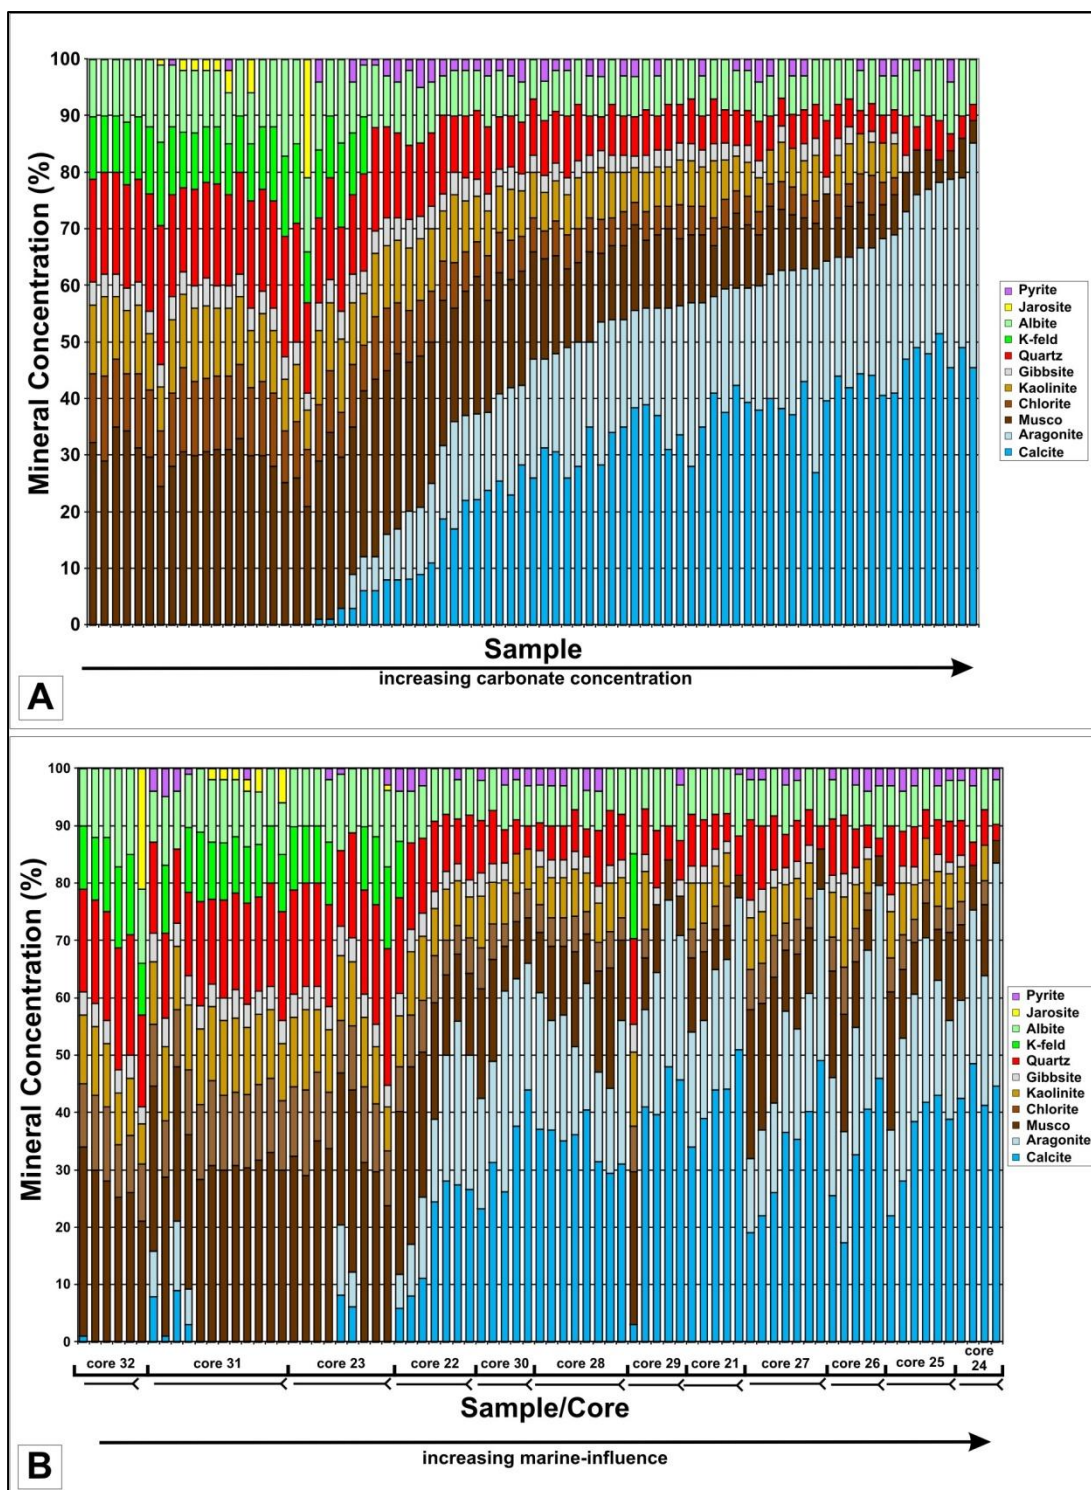 100
90
80
70
60
50
40
30
20
10
0
Mineral Concentration (%)
Pyrite
Jarosite
Albite
K-feld
Quartz
Gibbsite
Kaolinite
Chlorite
Musco
Aragonite
Calcite
Sample
increasing carbonate concentration
A
100
90
80
70
60
50
40
30
20
10
0
Mineral Concentration (%)
Pyrite
Jarosite
Albite
K-feld
Quartz
Gibbsite
Kaolinite
Chlorite
Musco
Aragonite
Calcite
core 32 core 31 core 23 core 22 core 30 core 28 core 29 core 21 core 27 core 26 core 25 core 24
Sample/Core
increasing marine-influence
B